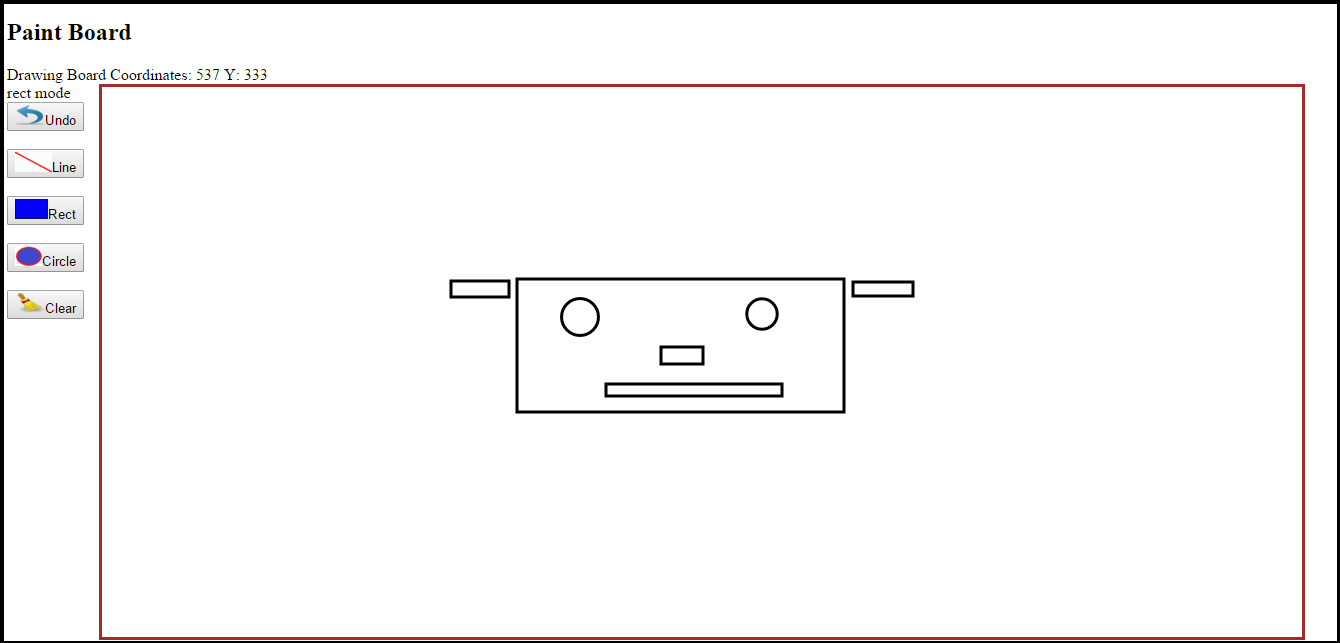 Paint Board
Drawing Board Coordinates: 537 Y: 333
rect mode
Undo
Line
Rect
Circle
Clear